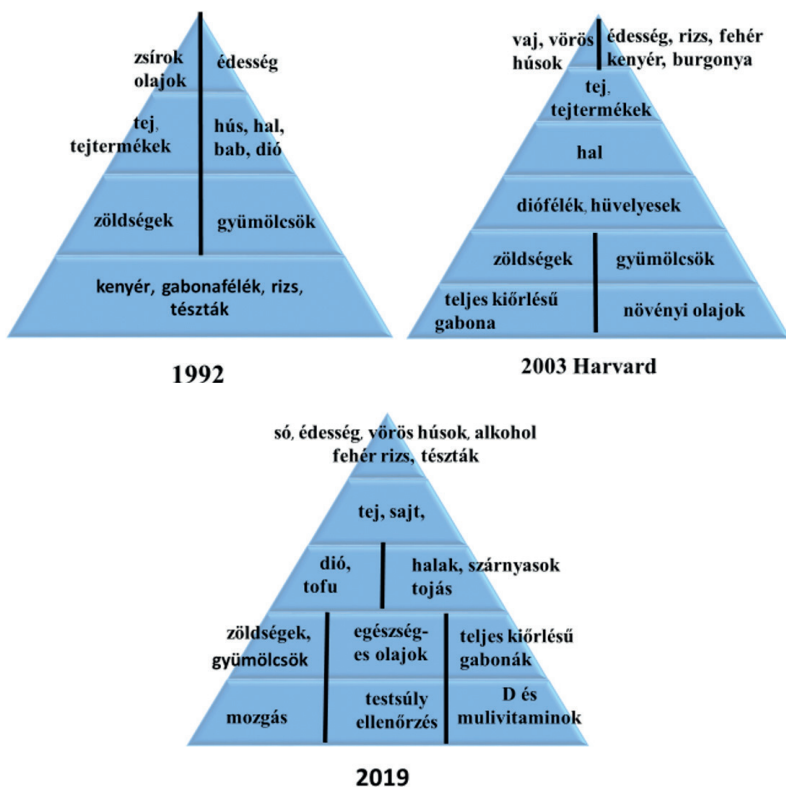 zsírok
olajok
édesség
tej,
tejtermékek
hús, hal,
bab, dió
zöldségek
gyümölcsök
kenyér, gabonafélék, rizs,
tészták
1992
vaj, vörös
húsok
édesség, rizs, fehér
kenyér, burgonya
tej,
tejtermékek
hal
diófélék, hüvelyesek
zöldségek
gyümölcsök
teljes kiőrlésű
gabona
növényi olajok
2003 Harvard
só, édesség, vörös húsok, alkohol
fehér rizs, tészták
tej, sajt,
dió,
tofu
halak, szárnyasok
tojás
zöldségek,
gyümölcsök
egészség-
es olajok
teljes kiőrlésű
gabonák
mozgás
testsúly
ellenőrzés
D és
mulivitaminok
2019